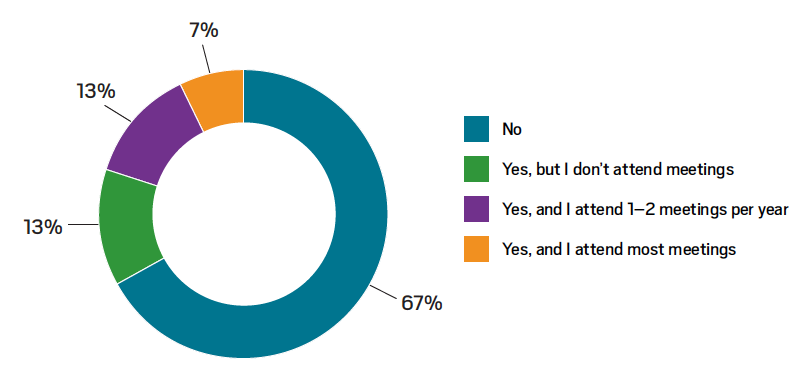 7%
13%
13%
67%
No
Yes, but I don't attend meetings
Yes, and I attend 1–2 meetings per year
Yes, and I attend most meetings